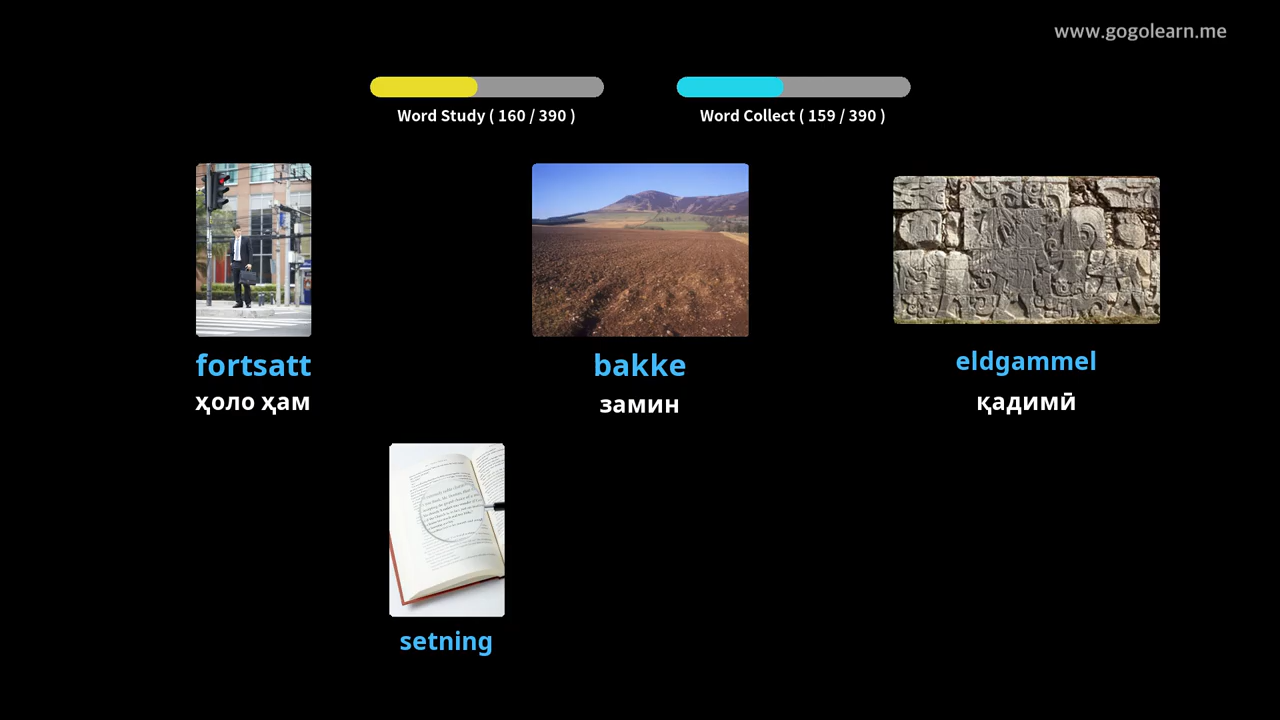 www.gogolearn.me
Word Study ( 160 / 390 )
Word Collect ( 159 / 390 )
fortsatt
ҳоло ҳам
bakke
замин
eldgammel
қадимӣ
setning